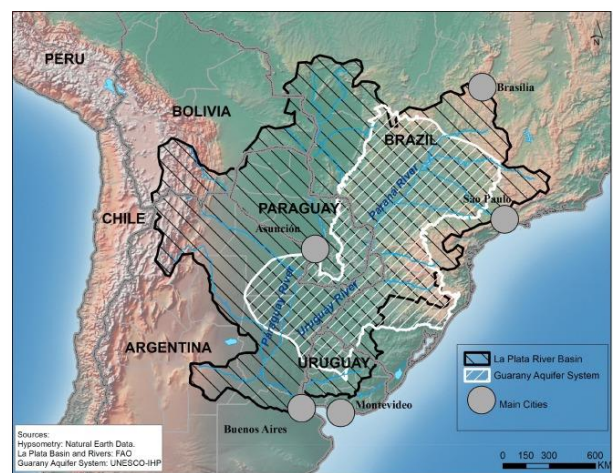 PERU
BOLIVIA
Brasilia
BRAZIL
Paraná River
PARAGUAY
São Paulo
CHILE
Asunción
Paraguay River
Uruguay River
ARGENTINA
URUGUAY
Buenos Aires
Montevideo
N
La Plata River Basin
Guarany Aquifer System
Main Cities
Sources:
Hypsometry: Natural Earth Data.
La Plata Basin and Rivers: FAO
Guarany Aquifer System: UNESCO-IHP
0 150 300 600
KM